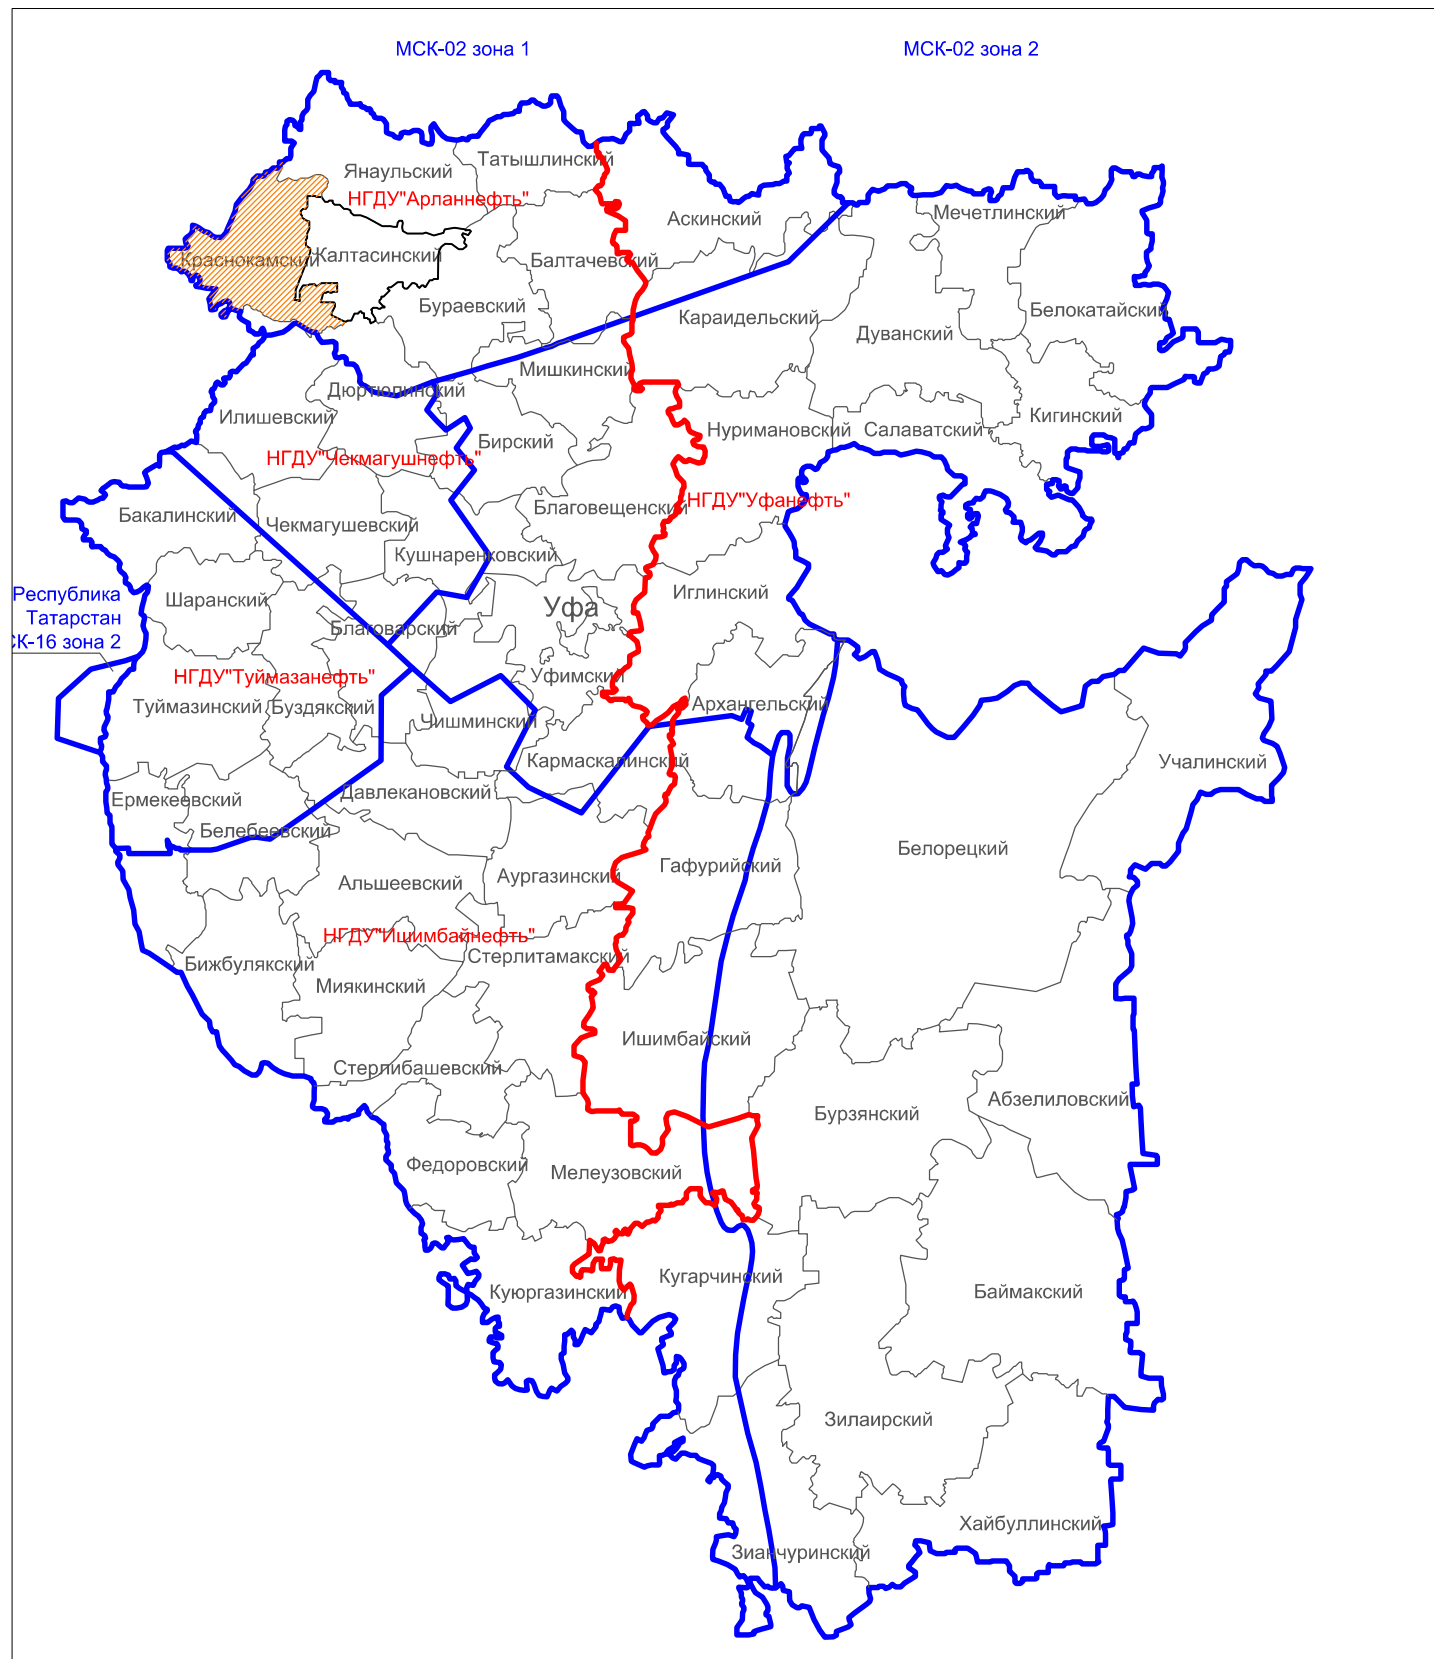 МСК-02 зона 1
МСК-02 зона 2
Татышлинский
Янаульский
НГДУ"Арланнефть"
Аскинский
Мечетлинский
Краснокамский
Калтасинский
Балтачевский
Бураевский
Караидельский
Белокатайский
Дуванский
Мишкинский
Дюртюлинский
Илишевский
Бирский
Нуримановский
Салаватский
Кигинский
НГДУ"Чекмагушнефть"
НГДУ"Уфанефть"
Благовещенский
Бакалинский
Чекмагушевский
Кушнаренковский
Республика
Татарстан
СК-16 зона 2
Шаранский
Иглинский
Уфа
Благоварский
НГДУ"Туймазанефть"
Уфимский
Туймазинский
Буздякский
Чишминский
Архангельский
Кармаскалинский
Учалинский
Ермекеевский
Давлекановский
Белебеевский
Белорецкий
Гафурийский
Альшеевский
Аургазинский
НГДУ"Ишимбайнефть"
Стерлитамакский
Бижбулякский
Миякинский
Ишимбайский
Стерлибашевский
Абзелиловский
Бурзянский
Федоровский
Мелеузовский
Кугарчинский
Куюргазинский
Баймакский
Зилаирский
Хайбуллинский
Зианчуринский